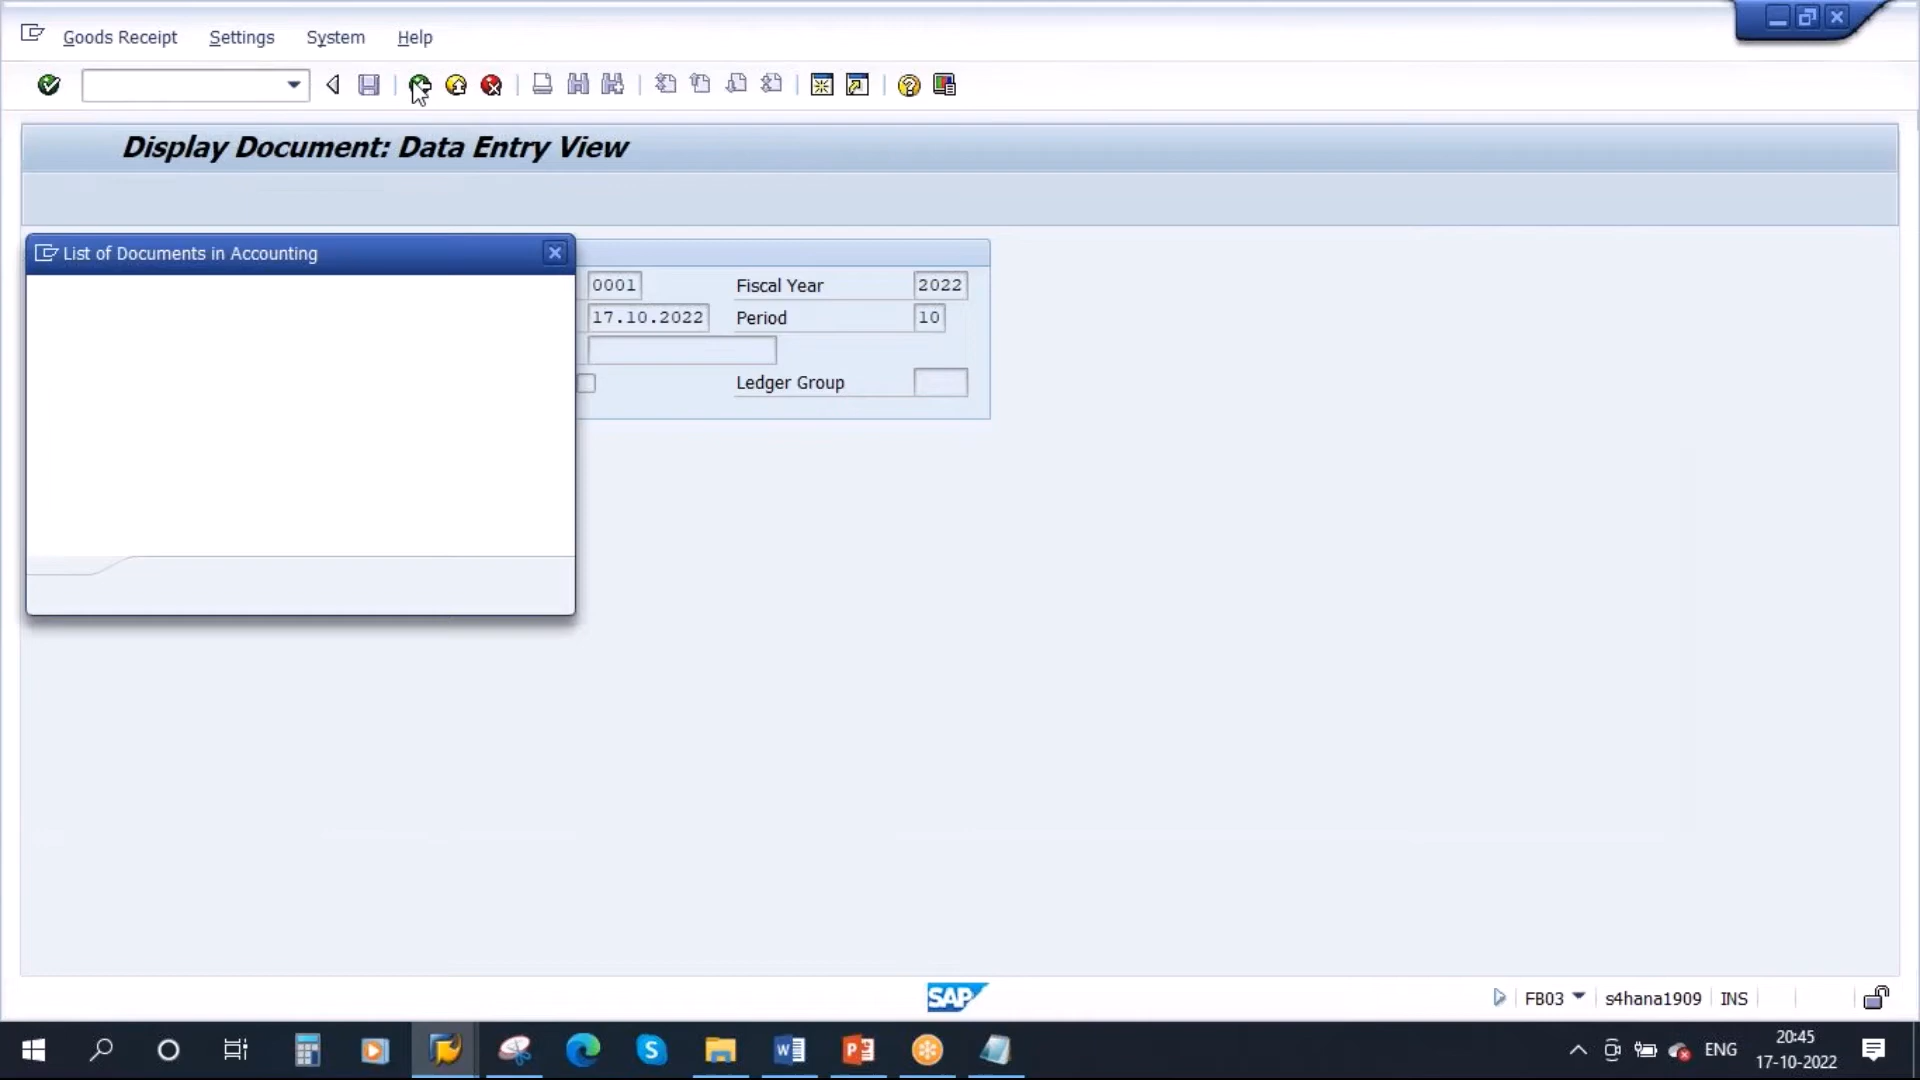 Goods Receipt Settings System Help
Display Document: Data Entry View
List of Documents in Accounting
0001 Fiscal Year 2022
17.10.2022 Period 10
Ledger Group
SAP FB03 s4hana1909 INS
ENG 20:45
17-10-2022